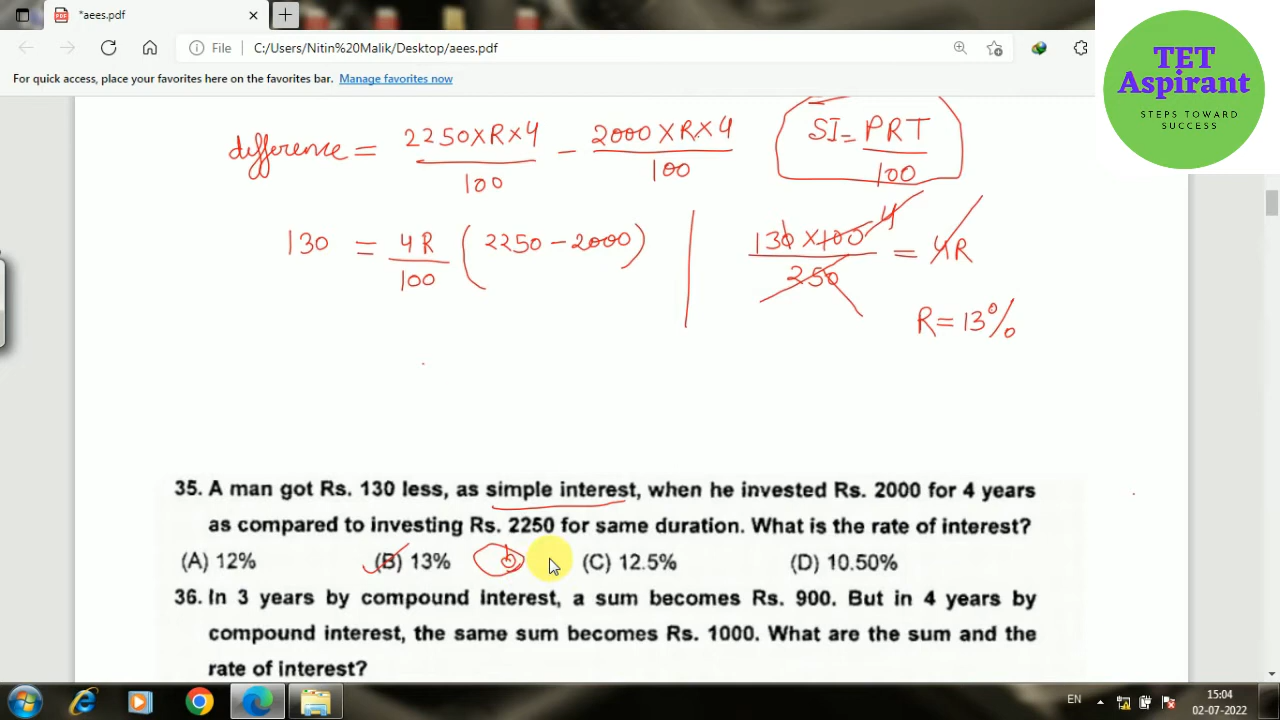 *aees.pdf
File C:/Users/Nitin%20Malik/Desktop/aees.pdf
For quick access, place your favorites here on the favorites bar. Manage favorites now
TET
Aspirant
STEPS TOWARD
SUCCESS
difference = 2250×R×4/100 − 2000×R×4/100
SI = PRT/100
130 = 4R/100 (2250 − 2000)
130×100/250 = 4R
4
R = 13%
35. A man got Rs. 130 less, as simple interest, when he invested Rs. 2000 for 4 years
as compared to investing Rs. 2250 for same duration. What is the rate of interest?
(A) 12% (B) 13% b (C) 12.5% (D) 10.50%
36. In 3 years by compound interest, a sum becomes Rs. 900. But in 4 years by
compound interest, the same sum becomes Rs. 1000. What are the sum and the
rate of interest?
EN
15:04
02-07-2022